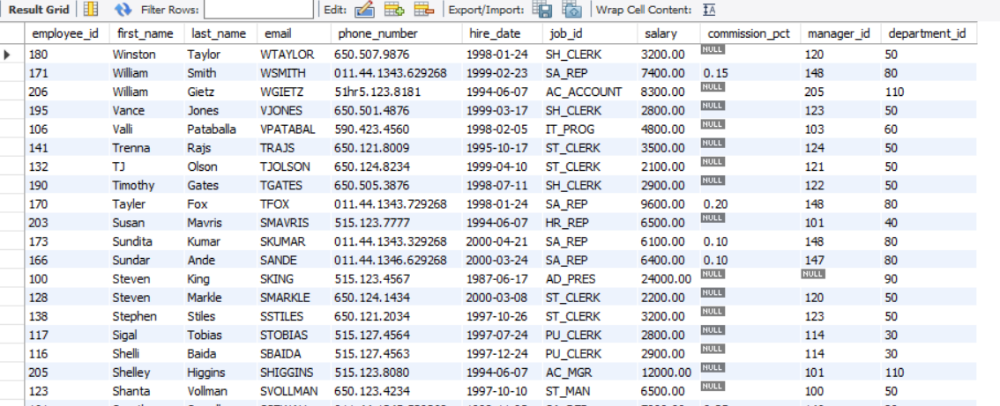 Result Grid Filter Rows: Edit: Export/Import: Wrap Cell Content: IA
employee_id first_name last_name email phone_number hire_date job_id salary commission_pct manager_id department_id
180 Winston Taylor WTAYLOR 650.507.9876 1998-01-24 SH_CLERK 3200.00 NULL 120 50
171 William Smith WSMITH 011.44.1343.629268 1999-02-23 SA_REP 7400.00 0.15 148 80
206 William Gietz WGIETZ 51hr5.123.8181 1994-06-07 AC_ACCOUNT 8300.00 NULL 205 110
195 Vance Jones VJONES 650.501.4876 1999-03-17 SH_CLERK 2800.00 NULL 123 50
106 Valli Pataballa VPATABAL 590.423.4560 1998-02-05 IT_PROG 4800.00 NULL 103 60
141 Trenna Rajs TRAJS 650.121.8009 1995-10-17 ST_CLERK 3500.00 NULL 124 50
132 TJ Olson TJOLSON 650.124.8234 1999-04-10 ST_CLERK 2100.00 NULL 121 50
190 Timothy Gates TGATES 650.505.3876 1998-07-11 SH_CLERK 2900.00 NULL 122 50
170 Tayler Fox TFOX 011.44.1343.729268 1998-01-24 SA_REP 9600.00 0.20 148 80
203 Susan Mavris SMAVRIS 515.123.7777 1994-06-07 HR_REP 6500.00 NULL 101 40
173 Sundita Kumar SKUMAR 011.44.1343.329268 2000-04-21 SA_REP 6100.00 0.10 148 80
166 Sundar Ande SANDE 011.44.1346.629268 2000-03-24 SA_REP 6400.00 0.10 147 80
100 Steven King SKING 515.123.4567 1987-06-17 AD_PRES 24000.00 NULL NULL 90
128 Steven Markle SMARKLE 650.124.1434 2000-03-08 ST_CLERK 2200.00 NULL 120 50
138 Stephen Stiles SSTILES 650.121.2034 1997-10-26 ST_CLERK 3200.00 NULL 123 50
117 Sigal Tobias STOBIAS 515.127.4564 1997-07-24 PU_CLERK 2800.00 NULL 114 30
116 Shelli Baida SBAIDA 515.127.4563 1997-12-24 PU_CLERK 2900.00 NULL 114 30
205 Shelley Higgins SHIGGINS 515.123.8080 1994-06-07 AC_MGR 12000.00 NULL 101 110
123 Shanta Vollman SVOLLMAN 650.123.4234 1997-10-10 ST_MAN 6500.00 NULL 100 50